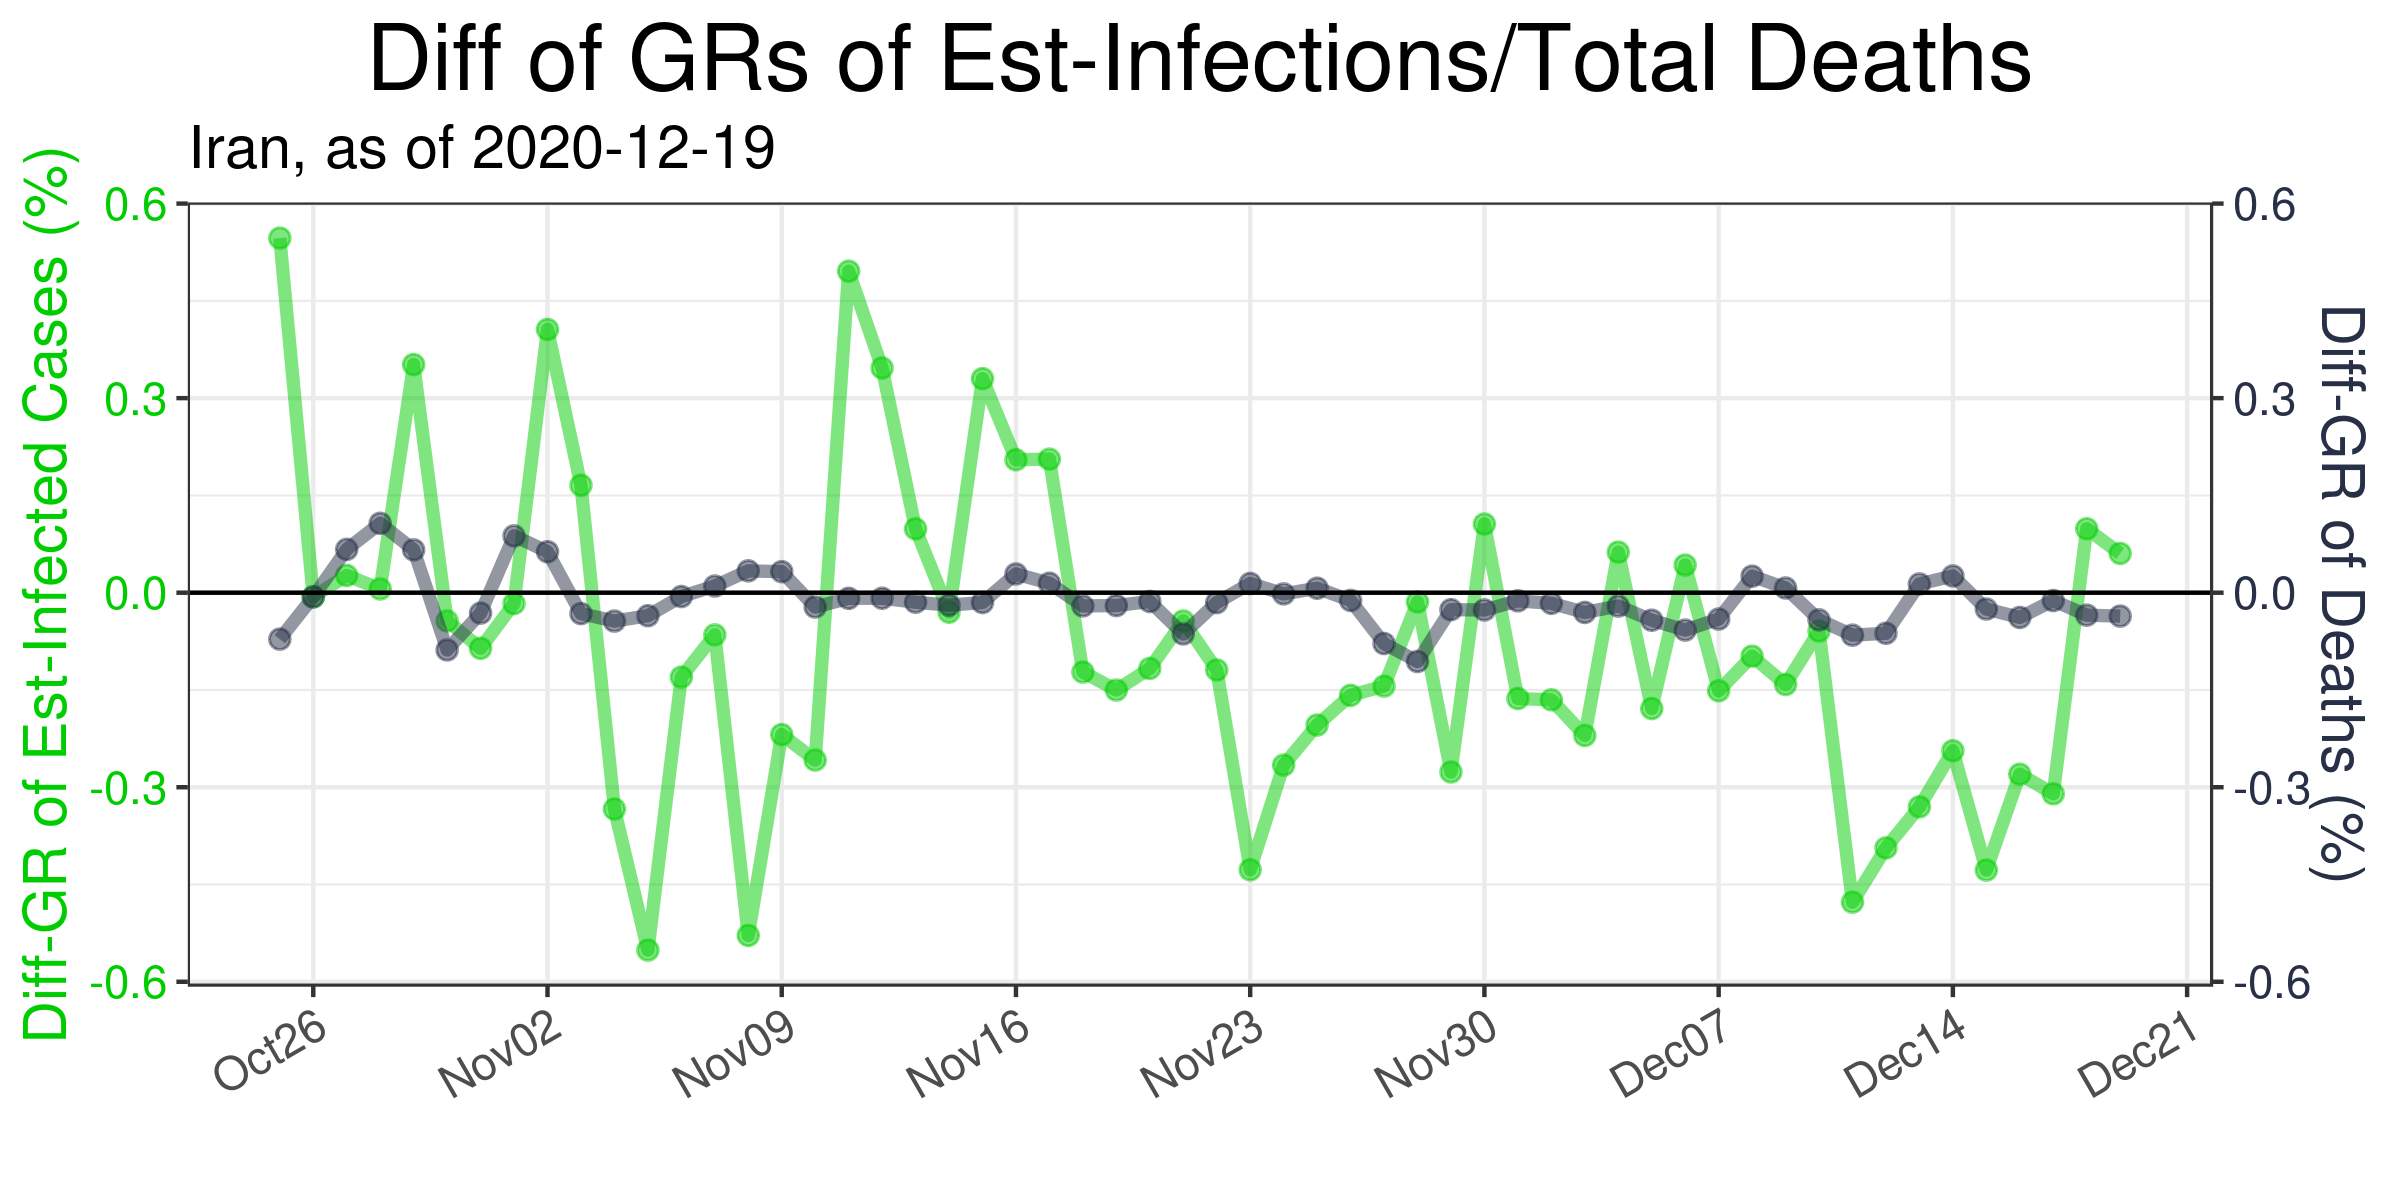 Diff of GRs of Est-Infections/Total Deaths
Iran, as of 2020-12-19
Diff-GR of Est-Infected Cases (%)
0.6
0.3
0.0
-0.3
-0.6
0.6
0.3
0.0
-0.3
-0.6
Diff-GR of Deaths (%)
Oct26
Nov02
Nov09
Nov16
Nov23
Nov30
Dec07
Dec14
Dec21